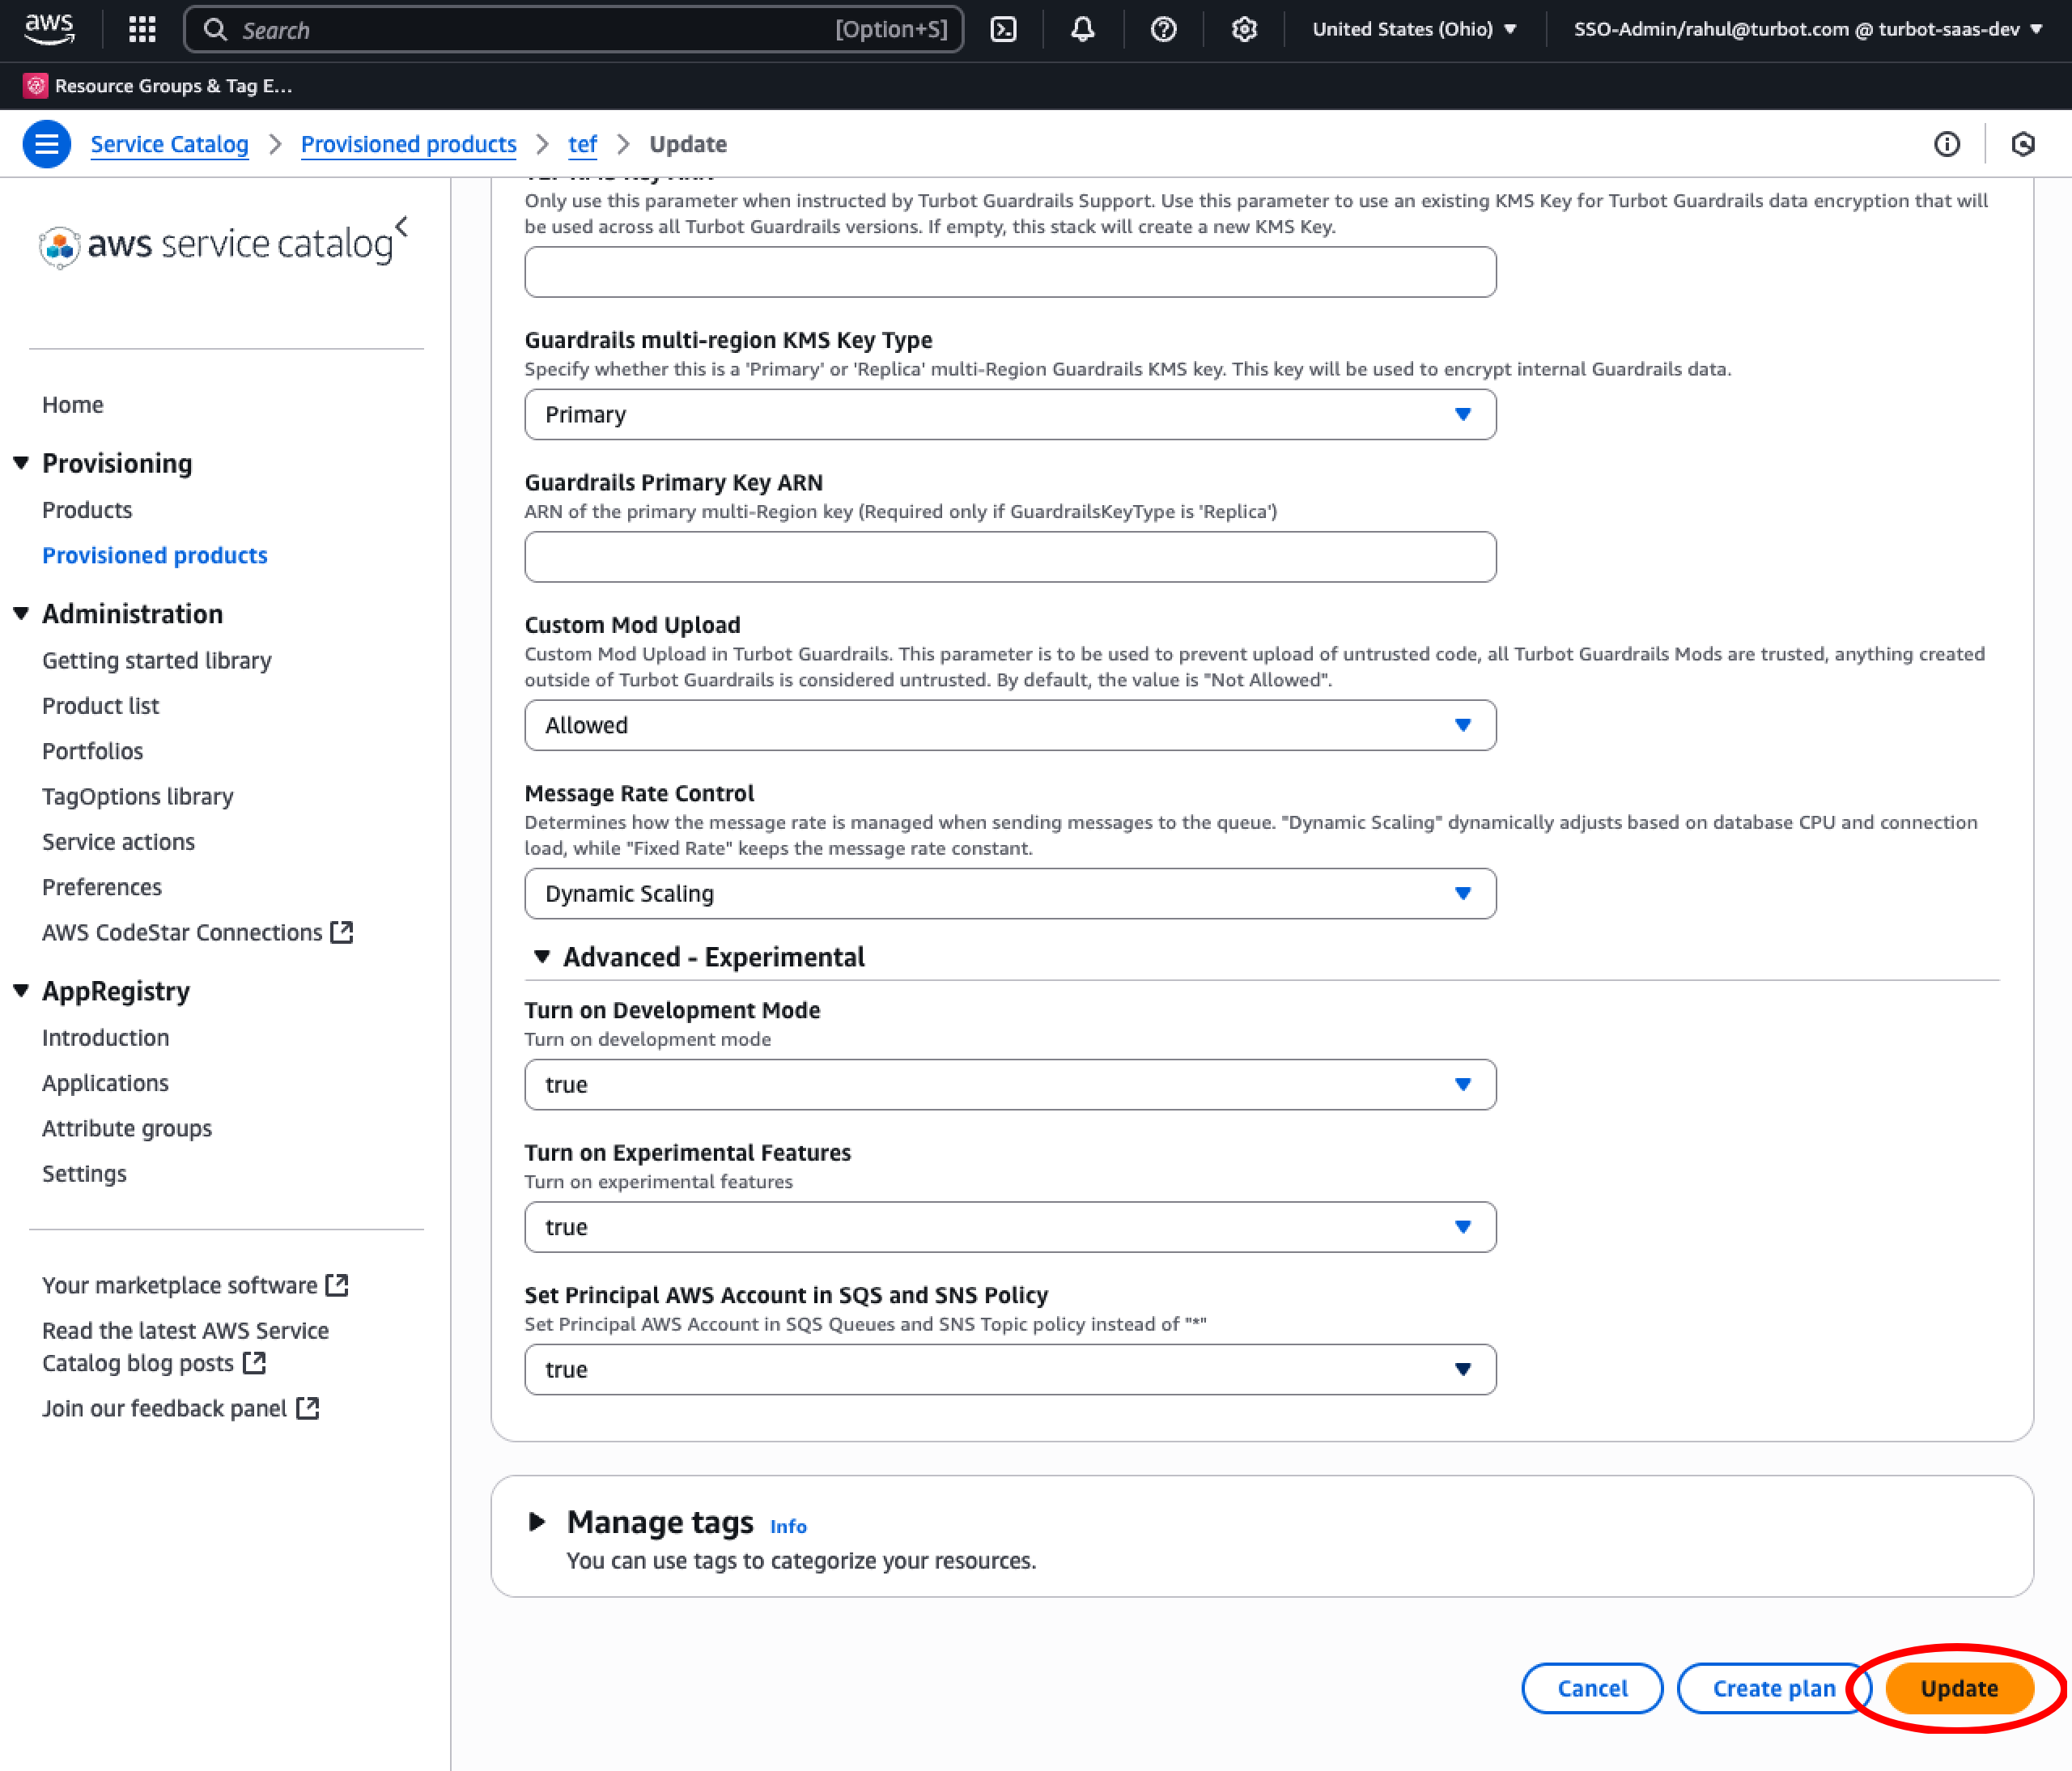 aws
Search
[Option+S]
United States (Ohio)
SSO-Admin/rahul@turbot.com @ turbot-saas-dev
Resource Groups & Tag E...
Service Catalog
Provisioned products
tef
Update
aws service catalog
Home
Provisioning
Products
Provisioned products
Administration
Getting started library
Product list
Portfolios
TagOptions library
Service actions
Preferences
AWS CodeStar Connections
AppRegistry
Introduction
Applications
Attribute groups
Settings
Your marketplace software
Read the latest AWS Service
Catalog blog posts
Join our feedback panel
Only use this parameter when instructed by Turbot Guardrails Support. Use this parameter to use an existing KMS Key for Turbot Guardrails data encryption that will
be used across all Turbot Guardrails versions. If empty, this stack will create a new KMS Key.
Guardrails multi-region KMS Key Type
Specify whether this is a 'Primary' or 'Replica' multi-Region Guardrails KMS key. This key will be used to encrypt internal Guardrails data.
Primary
Guardrails Primary Key ARN
ARN of the primary multi-Region key (Required only if GuardrailsKeyType is 'Replica')
Custom Mod Upload
Custom Mod Upload in Turbot Guardrails. This parameter is to be used to prevent upload of untrusted code, all Turbot Guardrails Mods are trusted, anything created
outside of Turbot Guardrails is considered untrusted. By default, the value is "Not Allowed".
Allowed
Message Rate Control
Determines how the message rate is managed when sending messages to the queue. "Dynamic Scaling" dynamically adjusts based on database CPU and connection
load, while "Fixed Rate" keeps the message rate constant.
Dynamic Scaling
Advanced - Experimental
Turn on Development Mode
Turn on development mode
true
Turn on Experimental Features
Turn on experimental features
true
Set Principal AWS Account in SQS and SNS Policy
Set Principal AWS Account in SQS Queues and SNS Topic policy instead of "*"
true
Manage tags
Info
You can use tags to categorize your resources.
Cancel
Create plan
Update